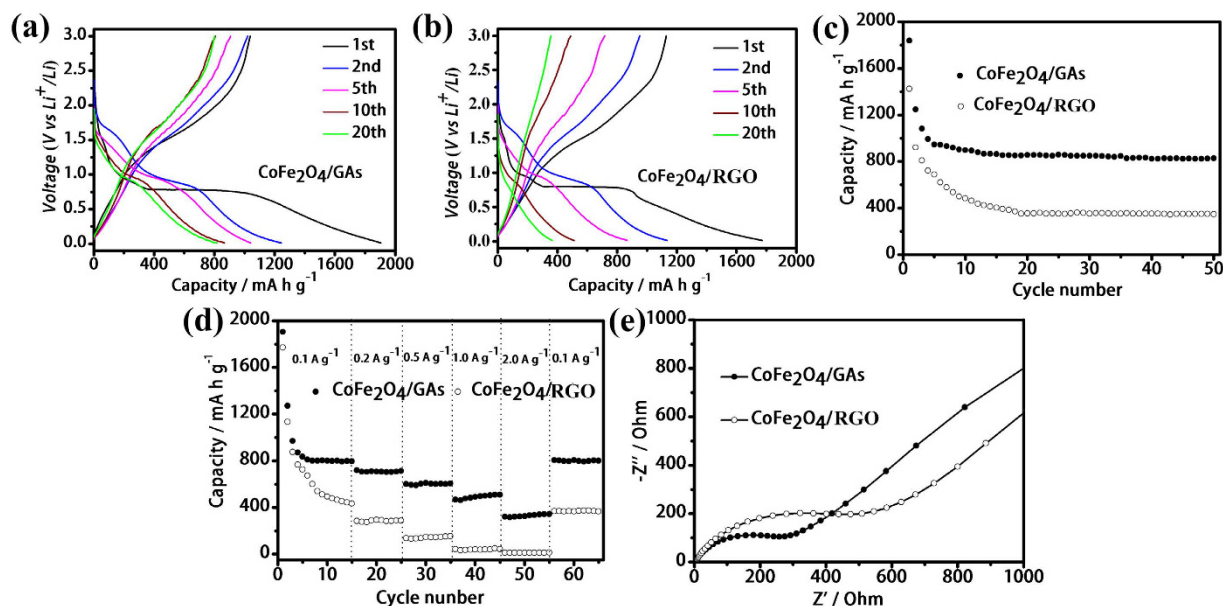 (a)
3.0
2.5
2.0
1.5
1.0
0.5
0.0
Voltage (V vs Li⁺/Li)
1st
2nd
5th
10th
20th
CoFe₂O₄/GAs
0 400 800 1200 1600 2000
Capacity / mA h g⁻¹
(b)
3.0
2.5
2.0
1.5
1.0
0.5
0.0
Voltage (V vs Li⁺/Li)
1st
2nd
5th
10th
20th
CoFe₂O₄/RGO
0 400 800 1200 1600 2000
Capacity / mA h g⁻¹
(c)
2000
1600
1200
800
400
0
Capacity / mA h g⁻¹
CoFe₂O₄/GAs
CoFe₂O₄/RGO
0 10 20 30 40 50
Cycle number
(d)
2000
1600
1200
800
400
0
Capacity / mA h g⁻¹
0.1 A g⁻¹ 0.2 A g⁻¹ 0.5 A g⁻¹ 1.0 A g⁻¹ 2.0 A g⁻¹ 0.1 A g⁻¹
CoFe₂O₄/GAs CoFe₂O₄/RGO
0 10 20 30 40 50 60
Cycle number
(e)
1000
800
600
400
200
0
-Z'' / Ohm
CoFe₂O₄/GAs
CoFe₂O₄/RGO
0 200 400 600 800 1000
Z' / Ohm